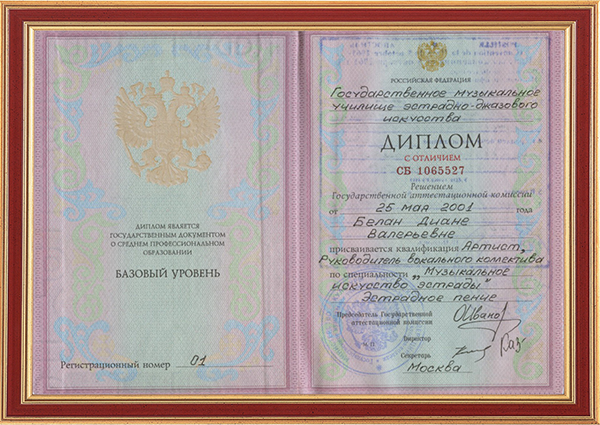 ДИПЛОМ ЯВЛЯЕТСЯ
ГОСУДАРСТВЕННЫМ ДОКУМЕНТОМ
О СРЕДНЕМ ПРОФЕССИОНАЛЬНОМ
ОБРАЗОВАНИИ
БАЗОВЫЙ УРОВЕНЬ
Регистрационный номер 01
РОССИЙСКАЯ ФЕДЕРАЦИЯ
Государственное музыкальное
училище эстрадно-джазового
искусства
ДИПЛОМ
С ОТЛИЧИЕМ
СБ 1065527
Решением
Государственной аттестационной комиссии
от 25 мая 2001 года
Белан Диане
Валерьевне
присваивается квалификация Артист,
Руководитель вокального коллектива
по специальности „Музыкальное
искусство эстрады"
Эстрадное пение
Председатель Государственной
аттестационной комиссии
Директор
М.П.
Секретарь
Москва